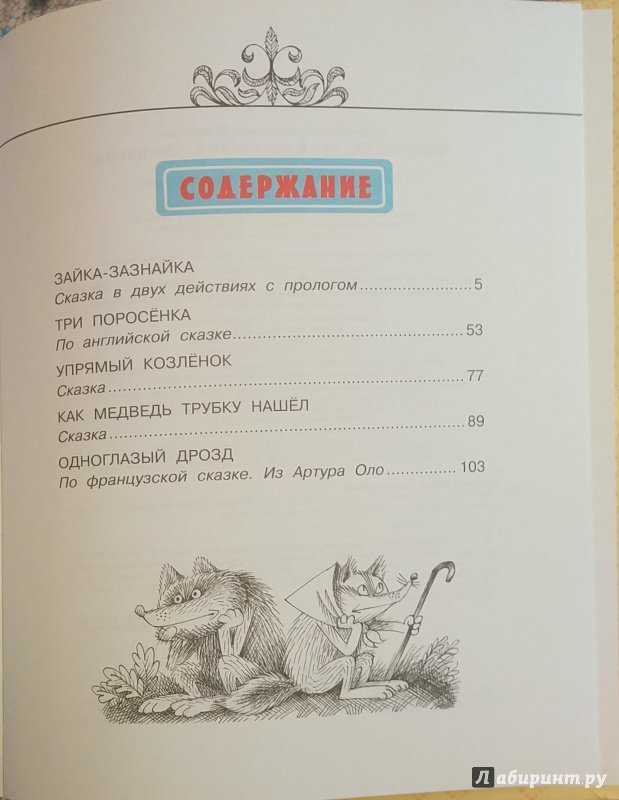 СОДЕРЖАНИЕ
ЗАЙКА-ЗАЗНАЙКА
Сказка в двух действиях с прологом........................5
ТРИ ПОРОСЁНКА
По английской сказке..................................................53
УПРЯМЫЙ КОЗЛЁНОК
Сказка..............................................................................77
КАК МЕДВЕДЬ ТРУБКУ НАШЁЛ
Сказка..............................................................................89
ОДНОГЛАЗЫЙ ДРОЗД
По французской сказке. Из Артура Оло...............103
Лабиринт.ру